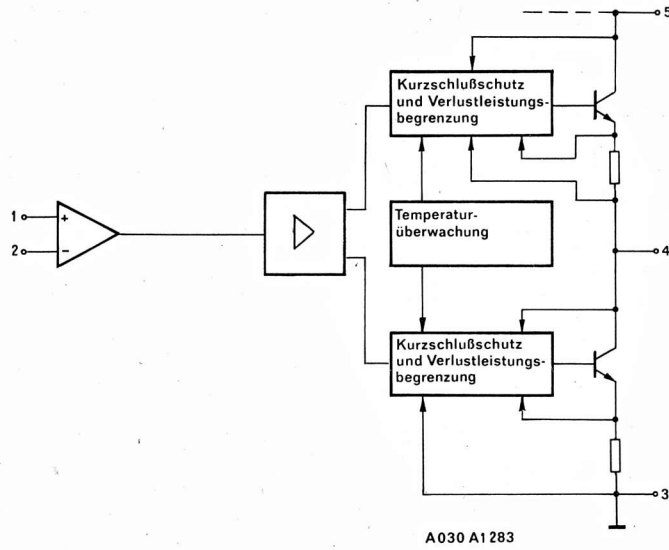 5
Kurzschlußschutz
und Verlustleistungs-
begrenzung
1
+
2
-
Temperatur-
überwachung
4
Kurzschlußschutz
und Verlustleistungs-
begrenzung
3
A030 A1283